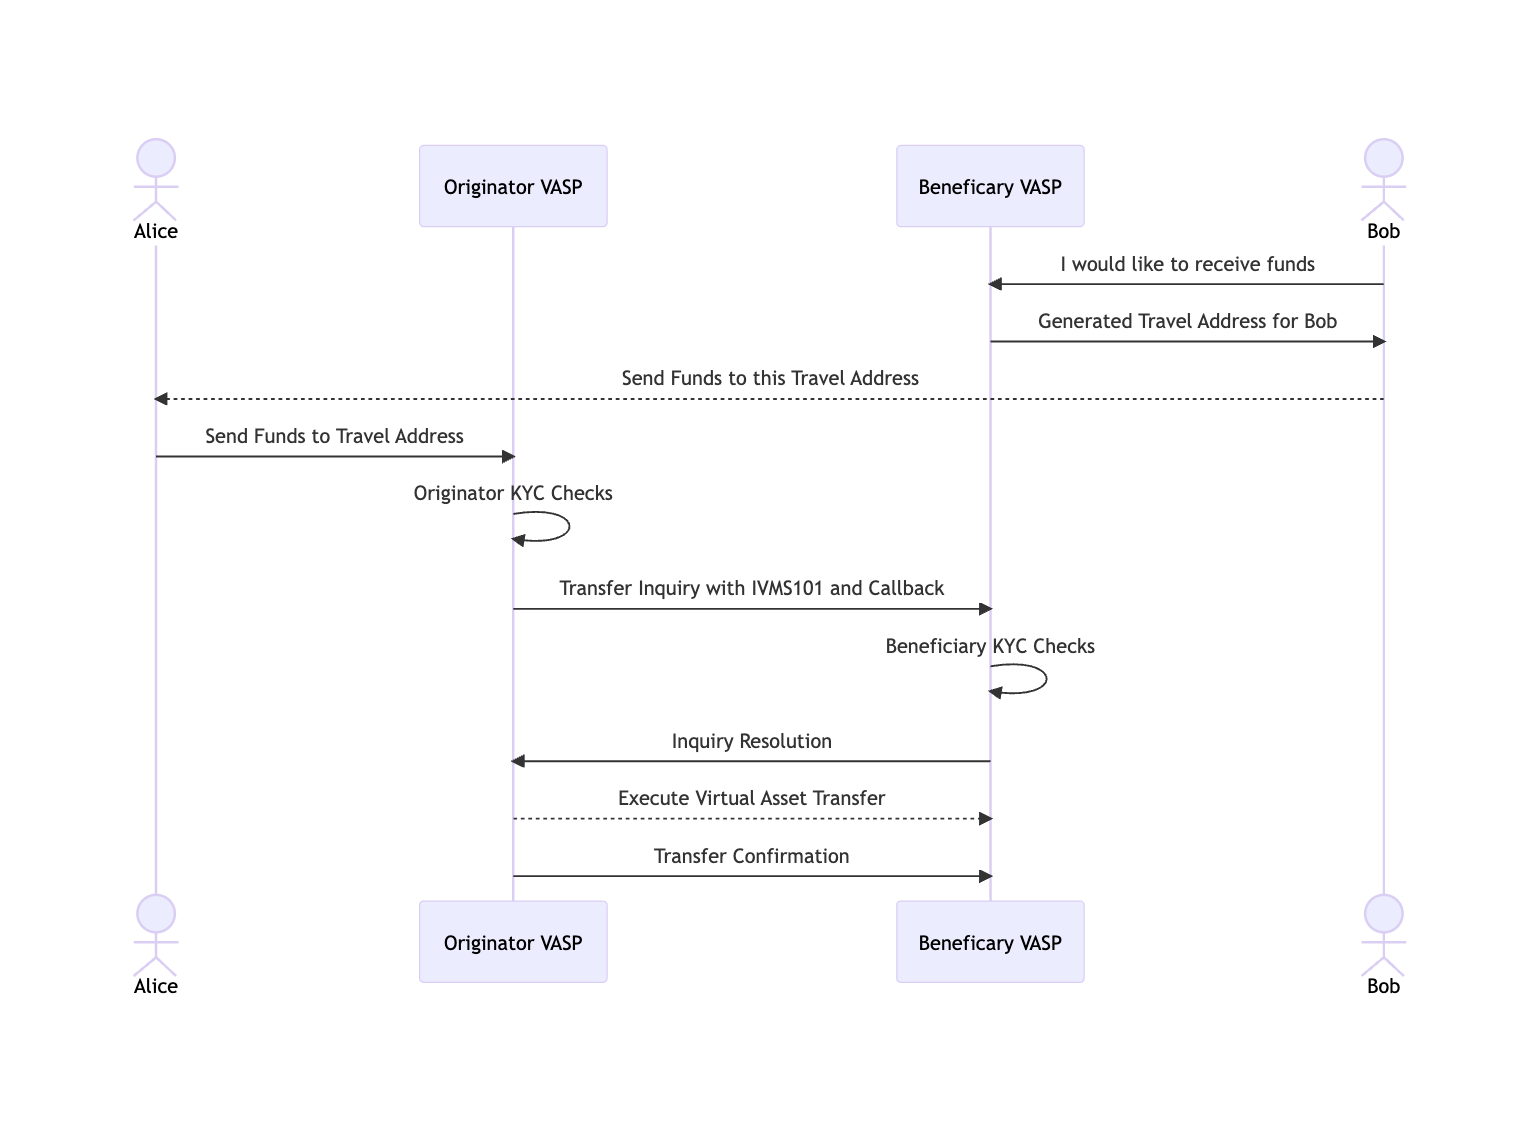 Alice
Originator VASP
Beneficary VASP
Bob
I would like to receive funds
Generated Travel Address for Bob
Send Funds to this Travel Address
Send Funds to Travel Address
Originator KYC Checks
Transfer Inquiry with IVMS101 and Callback
Beneficiary KYC Checks
Inquiry Resolution
Execute Virtual Asset Transfer
Transfer Confirmation
Alice
Originator VASP
Beneficary VASP
Bob